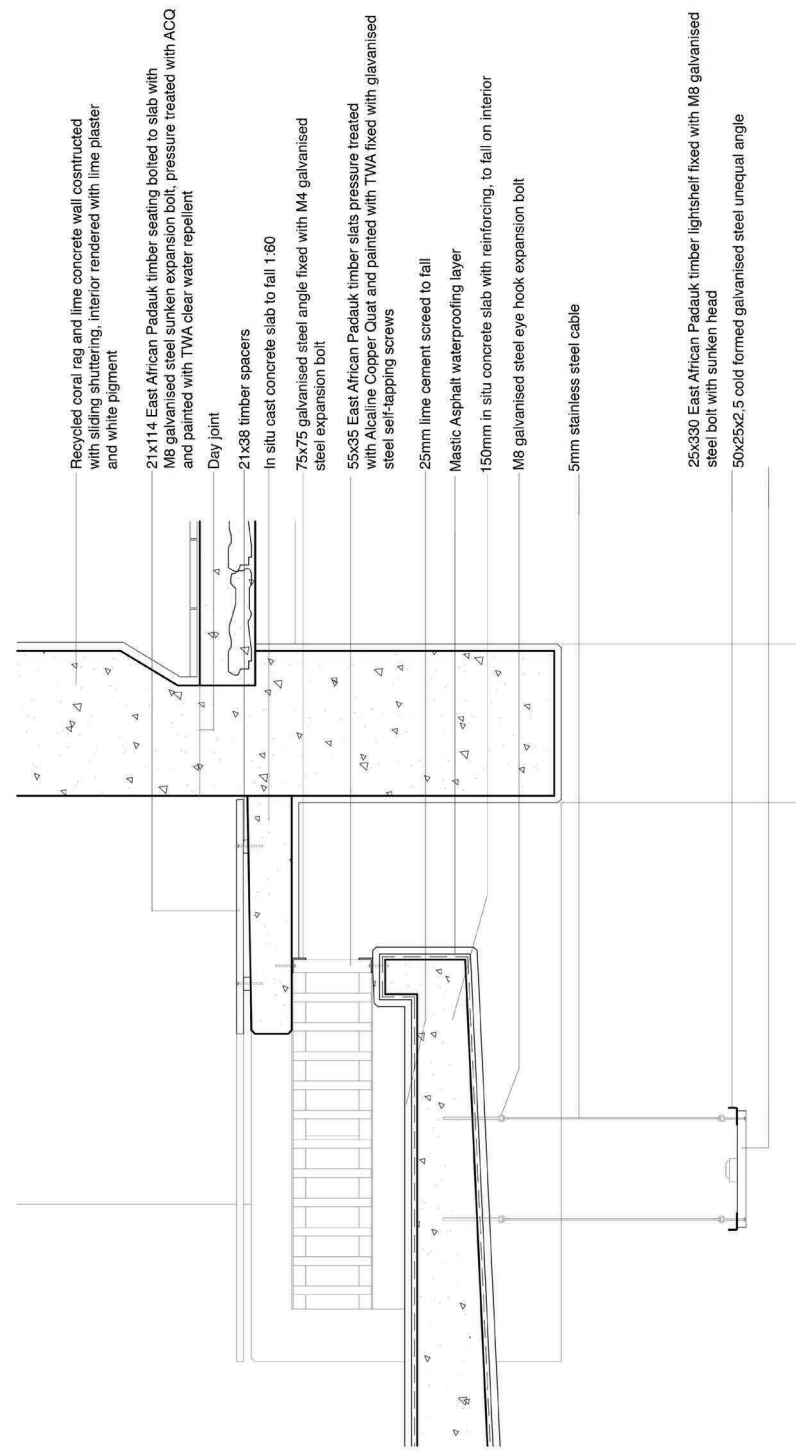 Recycled coral rag and lime concrete wall cosntructed
with sliding shuttering, interior rendered with lime plaster
and white pigment
21x114 East African Padauk timber seating bolted to slab with
M8 galvanised steel sunken expansion bolt, pressure treated with ACQ
and painted with TWA clear water repellent
Day joint
21x38 timber spacers
In situ cast concrete slab to fall 1:60
75x75 galvanised steel angle fixed with M4 galvanised
steel expansion bolt
55x35 East African Padauk timber slats pressure treated
with Alcaline Copper Quat and painted with TWA fixed with glavanised
steel self-tapping screws
25mm lime cement screed to fall
Mastic Asphalt waterproofing layer
150mm in situ concrete slab with reinforcing, to fall on interior
M8 galvanised steel eye hook expansion bolt
5mm stainless steel cable
25x330 East African Padauk timber lightshelf fixed with M8 galvanised
steel bolt with sunken head
50x25x2,5 cold formed galvanised steel unequal angle